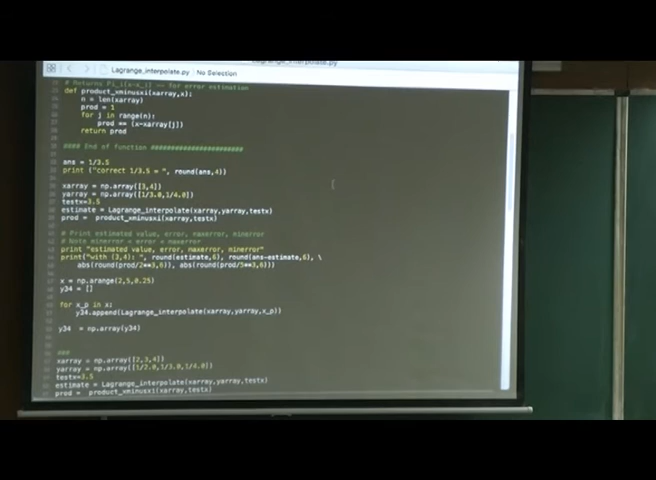 Lagrange_interpolate.py
Lagrange_interpolate.py No Selection
# Returns Pi_i(x-x_i) -- for error estimation
def product_xminusxi(xarray,x):
n = len(xarray)
prod = 1
for j in range(n):
prod *= (x-xarray[j])
return prod
#### End of function #######################
ans = 1/3.5
print ("correct 1/3.5 = ", round(ans,4))
xarray = np.array([3,4])
yarray = np.array([1/3.0,1/4.0])
testx=3.5
estimate = Lagrange_interpolate(xarray,yarray,testx)
prod = product_xminusxi(xarray,testx)
# Print estimated value, error, maxerror, minerror
# Note minerror < error < maxerror
print "estimated value, error, maxerror, minerror"
print("with (3,4): ", round(estimate,6), round(ans-estimate,6), \
abs(round(prod/2**3,6)), abs(round(prod/5**3,6)))
x = np.arange(2,5,0.25)
y34 = []
for x_p in x:
y34.append(Lagrange_interpolate(xarray,yarray,x_p))
y34 = np.array(y34)
###
xarray = np.array([2,3,4])
yarray = np.array([1/2.0,1/3.0,1/4.0])
testx=3.5
estimate = Lagrange_interpolate(xarray,yarray,testx)
prod = product_xminusxi(xarray,testx)